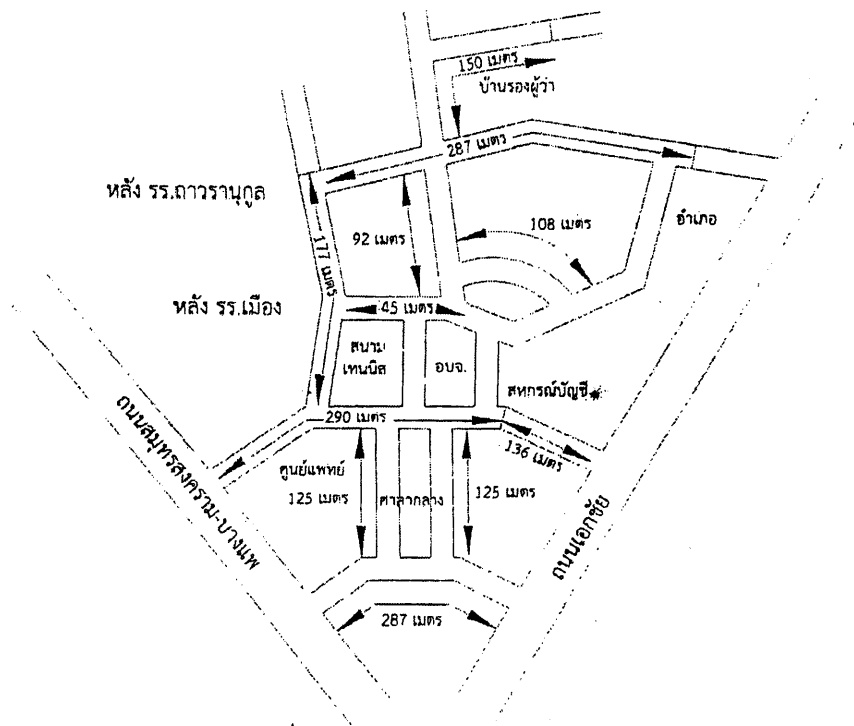 150 เมตร
บ้านรองผู้ว่า
287 เมตร
หลัง รร.ถาวรานุกูล
อำเภอ
108 เมตร
92 เมตร
177 เมตร
หลัง รร.เมือง
45 เมตร
สนาม
เทนนิส
อบจ.
สหกรณ์บัญชี
290 เมตร
136 เมตร
ถนนสมุทรสงคราม-บางแพ
ศูนย์แพทย์
125 เมตร
ศาลากลาง
125 เมตร
ถนนเอกชัย
287 เมตร